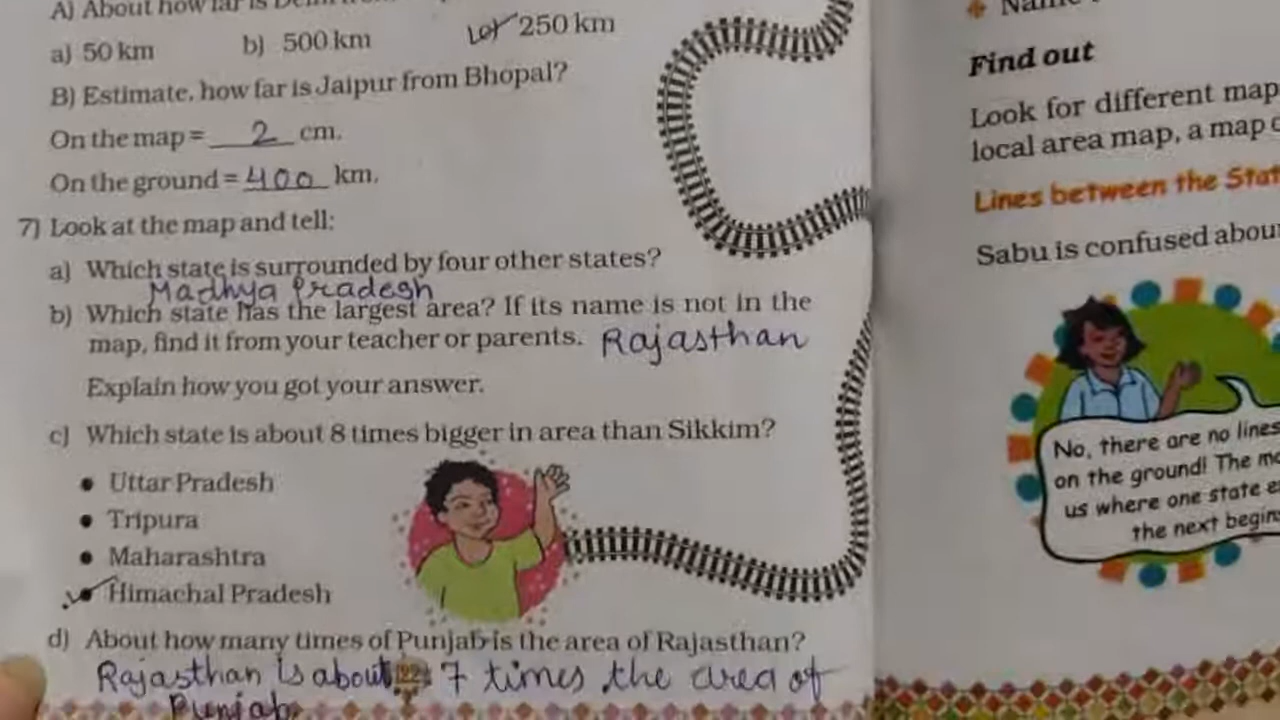 A) About how far is Delhi from
a) 50 km b) 500 km c) 250 km
B) Estimate, how far is Jaipur from Bhopal?
On the map = 2 cm.
On the ground = 400 km.
7) Look at the map and tell:
a) Which state is surrounded by four other states?
Madhya Pradesh
b) Which state has the largest area? If its name is not in the
map, find it from your teacher or parents. Rajasthan
Explain how you got your answer.
c) Which state is about 8 times bigger in area than Sikkim?
• Uttar Pradesh
• Tripura
• Maharashtra
• Himachal Pradesh
d) About how many times of Punjab is the area of Rajasthan?
Rajasthan is about 7 times the area of
Punjab.
Name
Find out
Look for different map
local area map, a map
Lines between the Stat
Sabu is confused abou
No, there are no lines
on the ground! The ma
us where one state e
the next begin